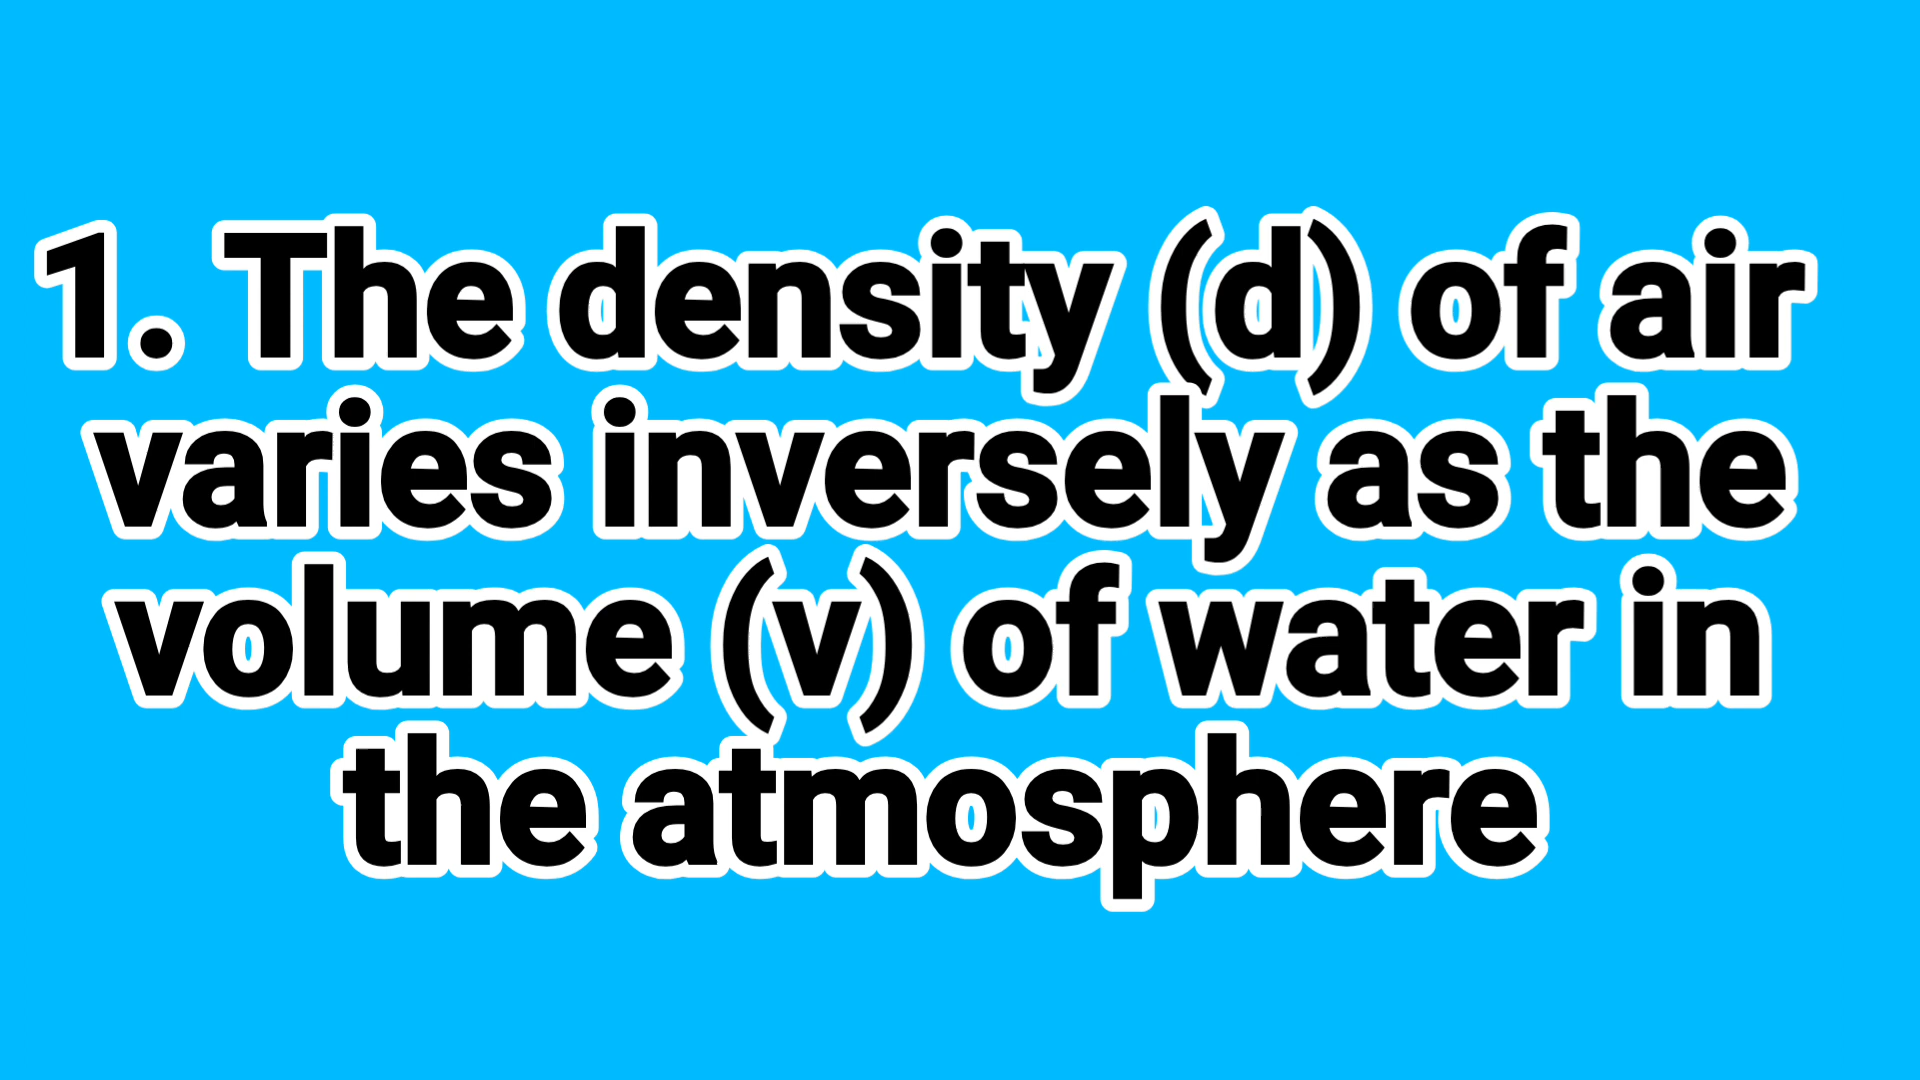 1. The density (d) of air
varies inversely as the
volume (v) of water in
the atmosphere